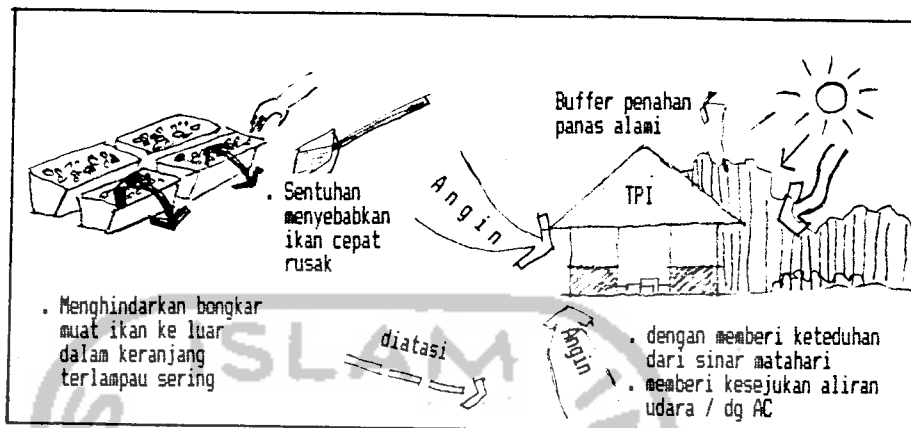 . Sentuhan
menyebabkan
ikan cepat
rusak
. Menghindarkan bongkar
muat ikan ke luar
dalam keranjang
terlampau sering
diatasi
Angin
Buffer penahan
panas alami
TPI
Angin
. dengan memberi keteduhan
dari sinar matahari
. memberi kesejukan aliran
udara / dg AC
ISLAM